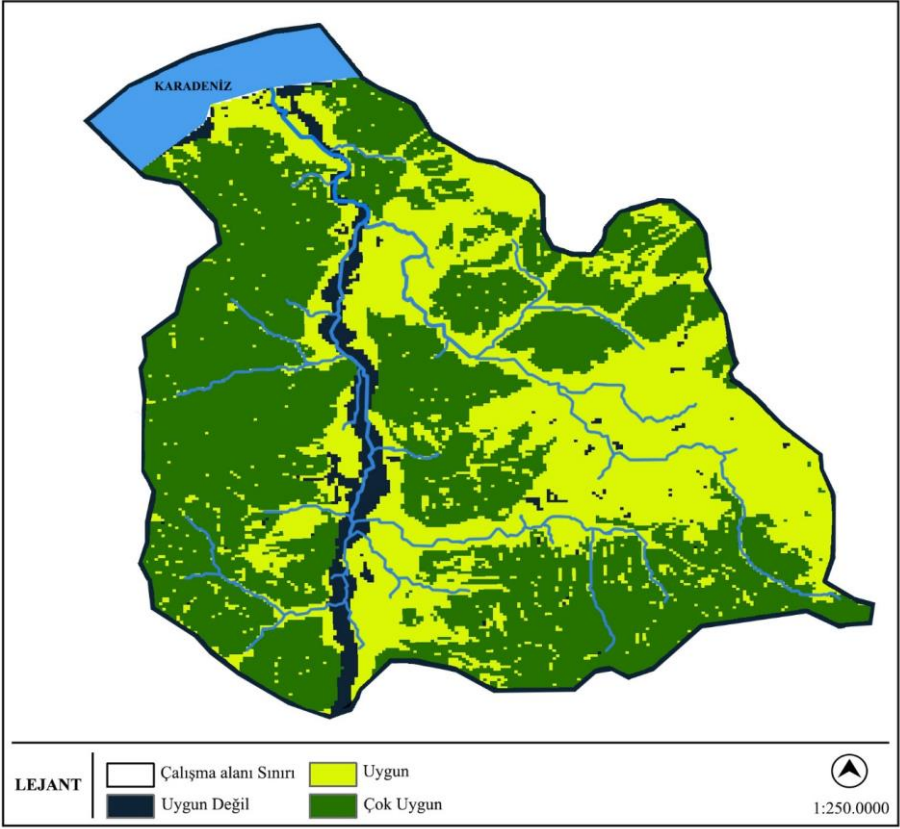 KARADENİZ
LEJANT
Çalışma alanı Sınırı
Uygun
Uygun Değil
Çok Uygun
1:250.0000